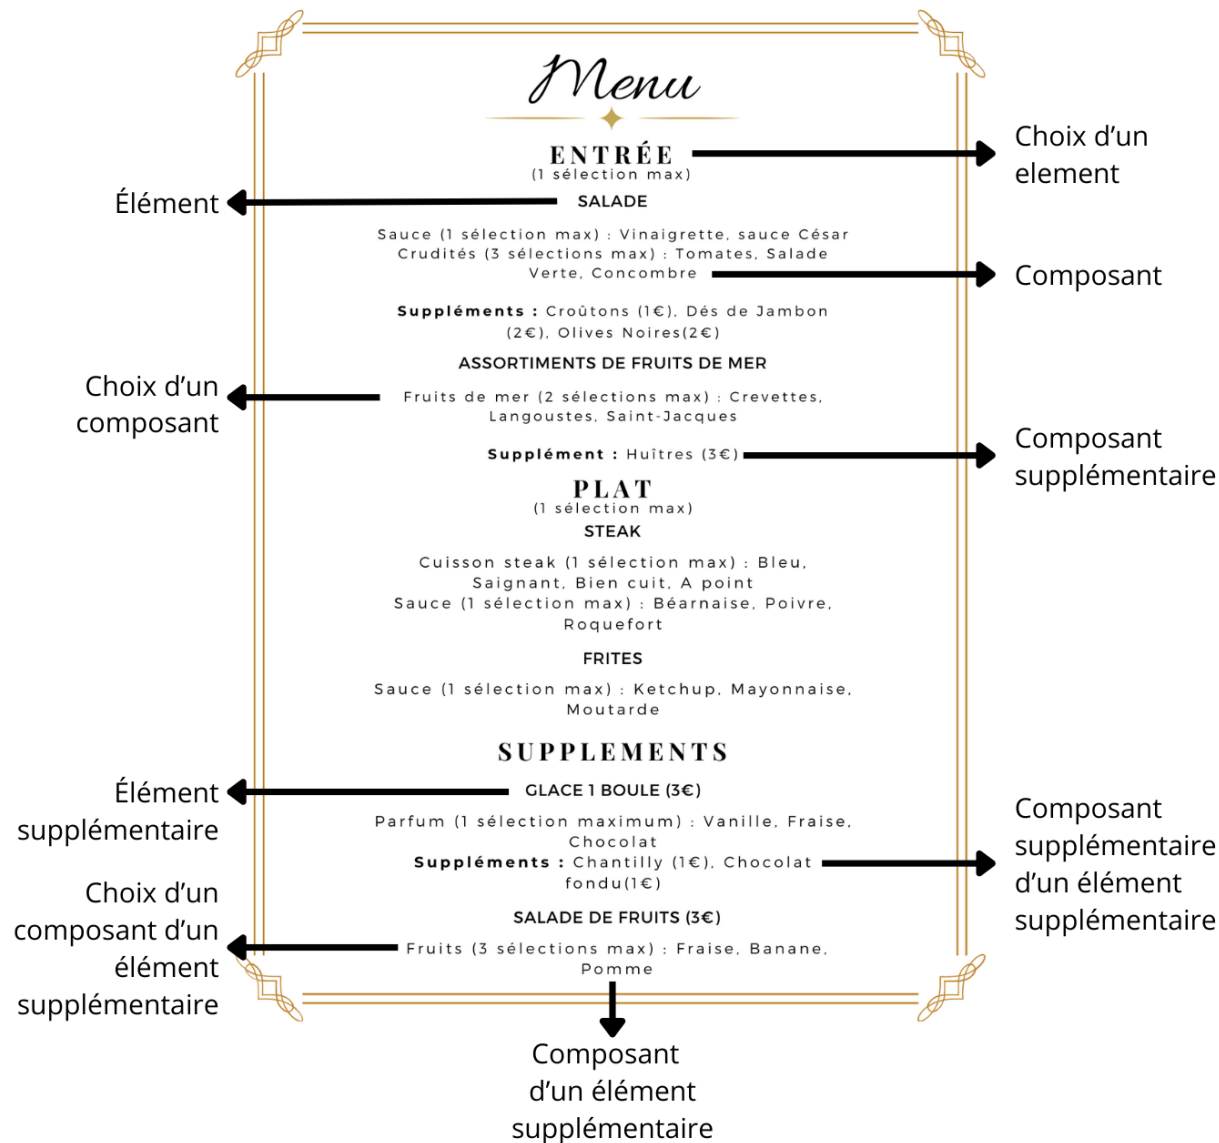 Menu
ENTRÉE
(1 sélection max)
Choix d’un
element
Élément
SALADE
Sauce (1 sélection max) : Vinaigrette, sauce César
Crudités (3 sélections max) : Tomates, Salade
Verte, Concombre
Composant
Suppléments : Croûtons (1€), Dés de Jambon
(2€), Olives Noires(2€)
ASSORTIMENTS DE FRUITS DE MER
Choix d’un
composant
Fruits de mer (2 sélections max) : Crevettes,
Langoustes, Saint-Jacques
Supplément : Huîtres (3€)
Composant
supplémentaire
PLAT
(1 sélection max)
STEAK
Cuisson steak (1 sélection max) : Bleu,
Saignant, Bien cuit, A point
Sauce (1 sélection max) : Béarnaise, Poivre,
Roquefort
FRITES
Sauce (1 sélection max) : Ketchup, Mayonnaise,
Moutarde
SUPPLEMENTS
Élément
supplémentaire
GLACE 1 BOULE (3€)
Parfum (1 sélection maximum) : Vanille, Fraise,
Chocolat
Suppléments : Chantilly (1€), Chocolat
fondu(1€)
Composant
supplémentaire
d’un élément
supplémentaire
SALADE DE FRUITS (3€)
Choix d’un
composant d’un
élément
supplémentaire
Fruits (3 sélections max) : Fraise, Banane,
Pomme
Composant
d’un élément
supplémentaire